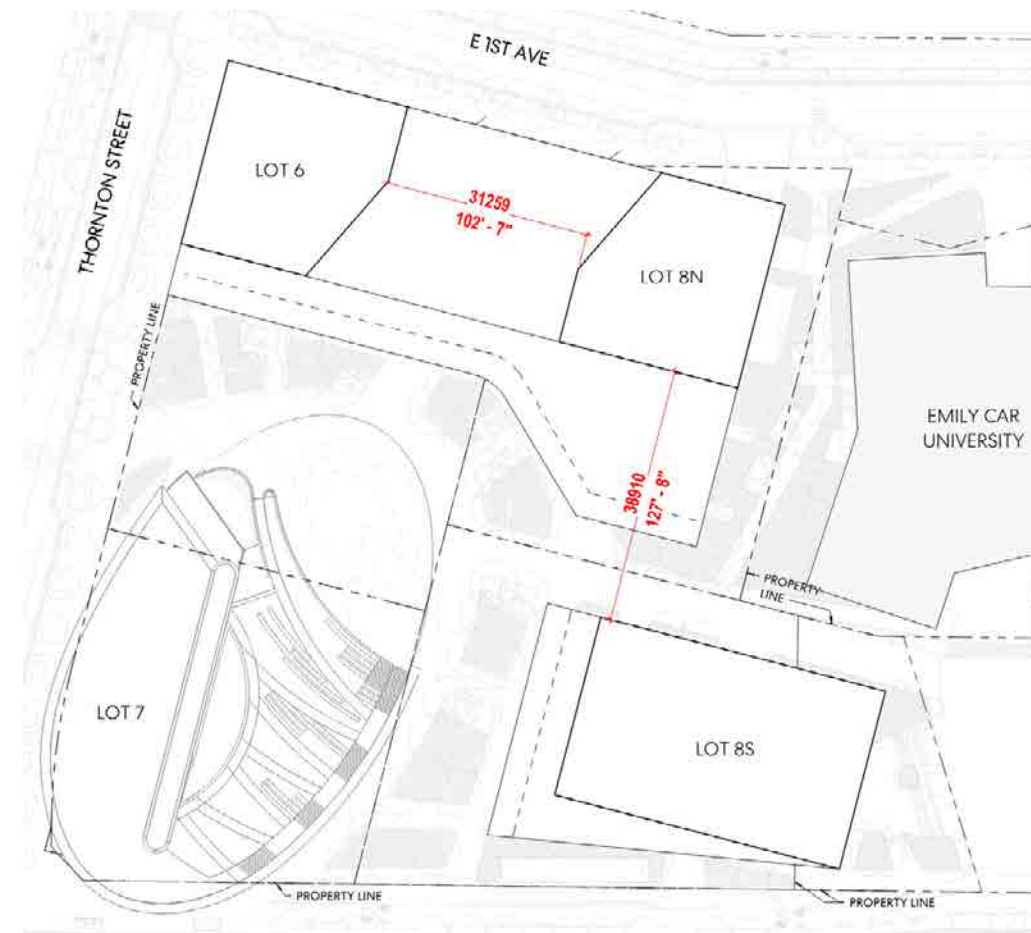 E 1ST AVE
THORNTON STREET
LOT 6
31259
102' - 7"
LOT 8N
PROPERTY LINE
EMILY CAR
UNIVERSITY
38910
127' - 8"
PROPERTY
LINE
LOT 7
LOT 8S
PROPERTY LINE
PROPERTY LINE